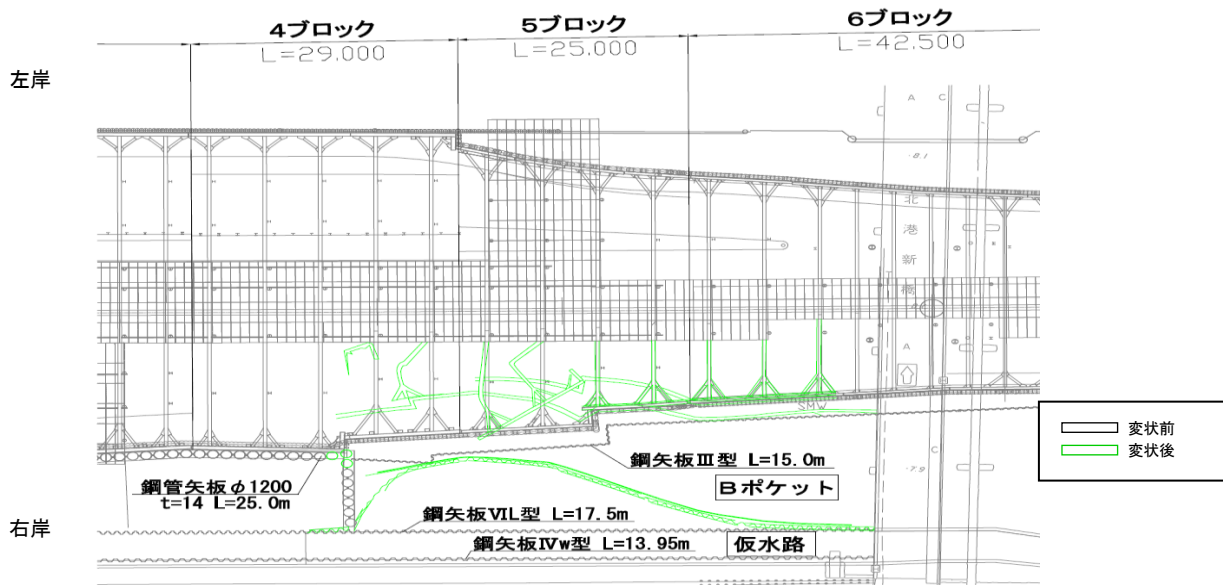 4ブロック
5ブロック
6ブロック
L=29.000
L=25.000
L=42.500
左岸
A C
-8.1
北港新橋
A
SMW
C
-7.9
変状前
変状後
鋼矢板Ⅲ型 L=15.0m
鋼管矢板φ1200
t=14 L=25.0m
Bポケット
鋼矢板ⅥL型 L=17.5m
右岸
鋼矢板Ⅳw型 L=13.95m
仮水路